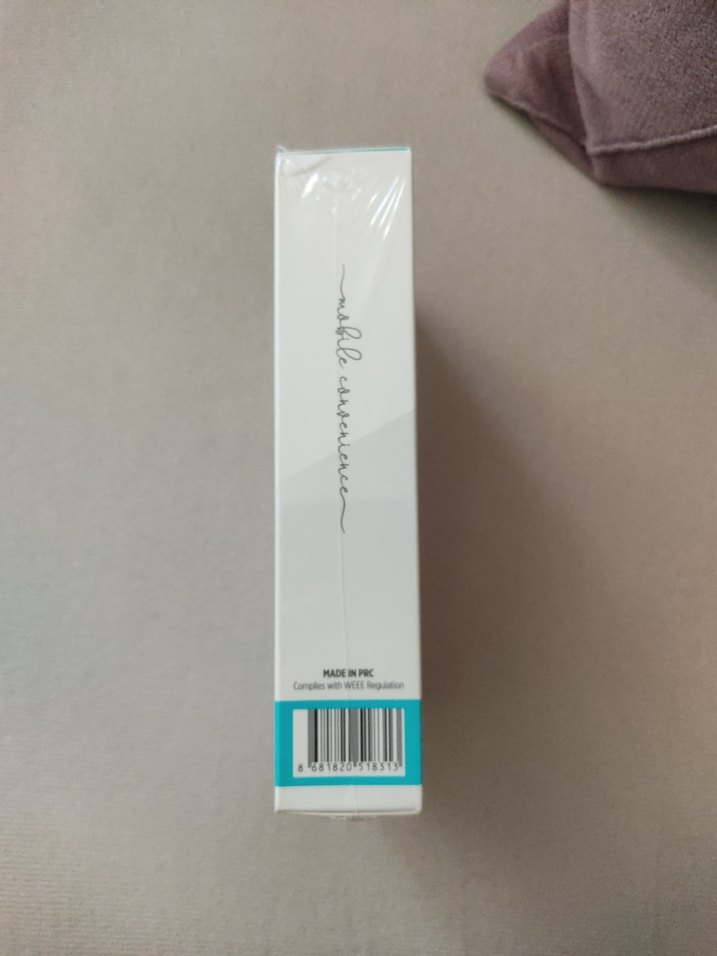 mobile convenience
MADE IN PRC
Complies with WEEE Regulation
8 681820 518313